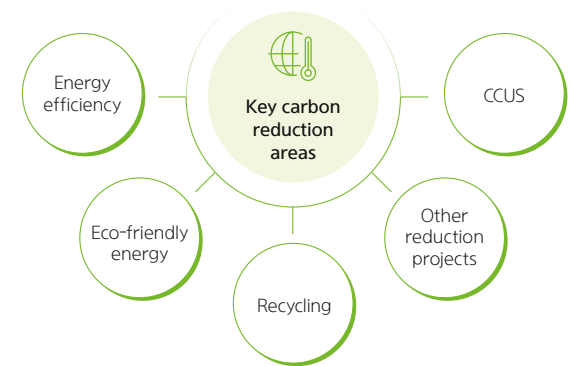 Key carbon
reduction
areas
Energy
efficiency
Eco-friendly
energy
Recycling
Other
reduction
projects
CCUS